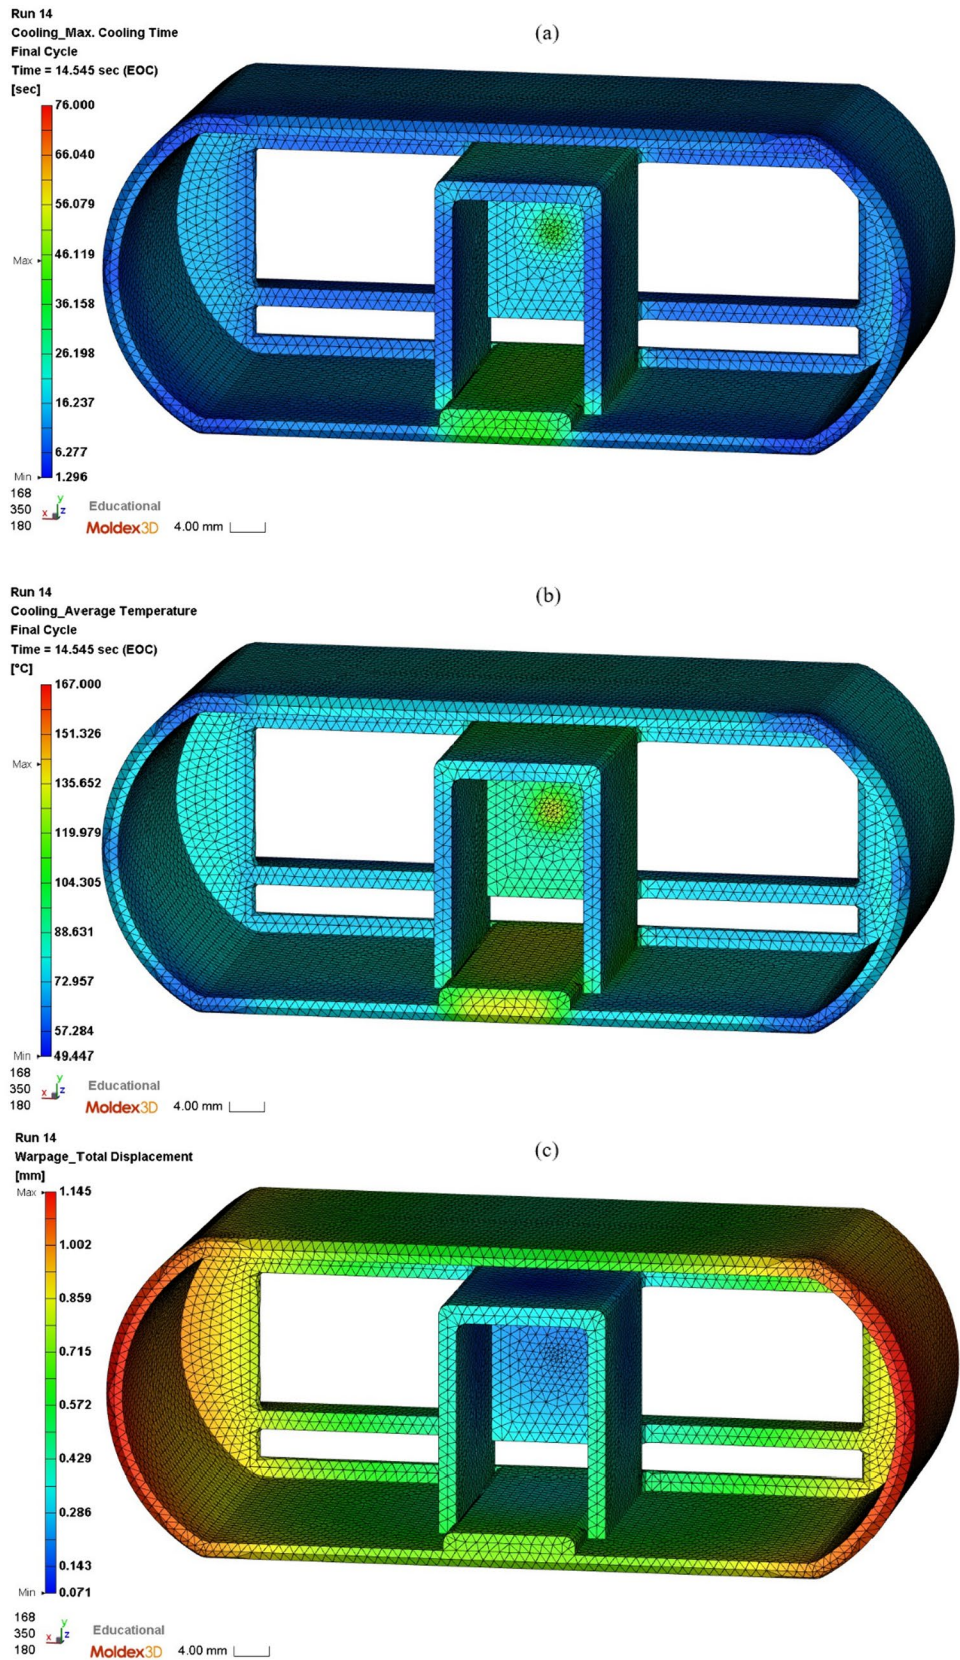 Run 14
Cooling_Max. Cooling Time
Final Cycle
Time = 14.545 sec (EOC)
[sec]
(a)
76.000
66.040
56.079
Max
46.119
36.158
26.198
16.237
6.277
Min
1.296
168
350
180
x y z
Educational
Moldex3D
4.00 mm
Run 14
Cooling_Average Temperature
Final Cycle
Time = 14.545 sec (EOC)
[°C]
(b)
167.000
151.326
Max
135.652
119.979
104.305
88.631
72.957
57.284
Min
49.447
168
350
180
x y z
Educational
Moldex3D
4.00 mm
Run 14
Warpage_Total Displacement
[mm]
(c)
Max
1.145
1.002
0.859
0.715
0.572
0.429
0.286
0.143
Min
0.071
168
350
180
x y z
Educational
Moldex3D
4.00 mm